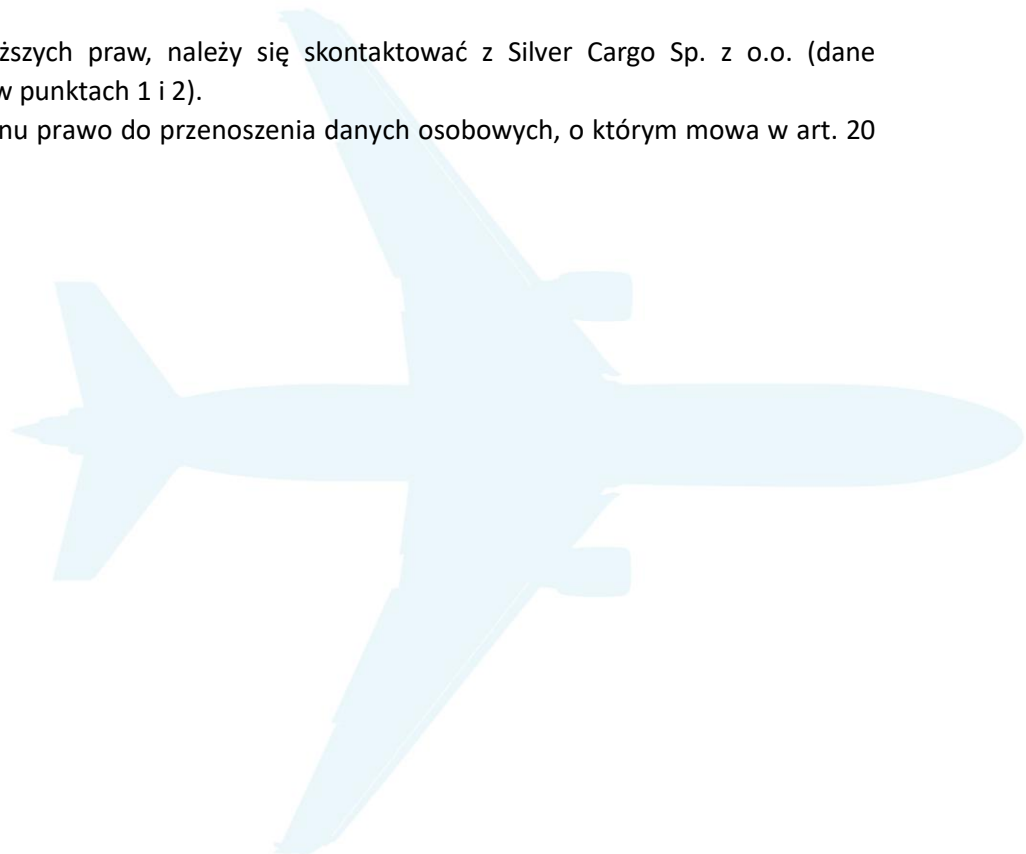 ższych praw, należy się skontaktować z Silver Cargo Sp. z o.o. (dane
w punktach 1 i 2).
nu prawo do przenoszenia danych osobowych, o którym mowa w art. 20